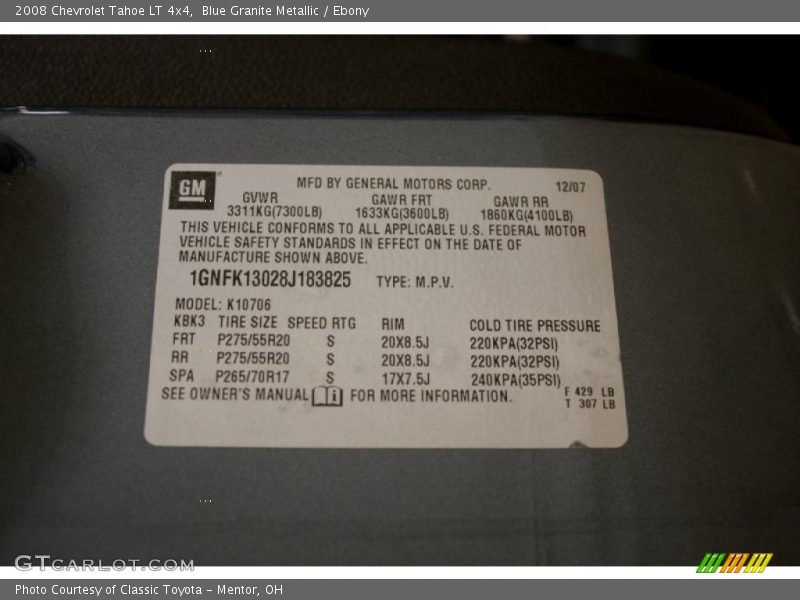 2008 Chevrolet Tahoe LT 4x4, Blue Granite Metallic / Ebony
GM MFD BY GENERAL MOTORS CORP. 12/07
GVWR GAWR FRT GAWR RR
3311KG(7300LB) 1633KG(3600LB) 1860KG(4100LB)
THIS VEHICLE CONFORMS TO ALL APPLICABLE U.S. FEDERAL MOTOR
VEHICLE SAFETY STANDARDS IN EFFECT ON THE DATE OF
MANUFACTURE SHOWN ABOVE.
1GNFK13028J183825 TYPE: M.P.V.
MODEL: K10706
KBK3 TIRE SIZE SPEED RTG RIM COLD TIRE PRESSURE
FRT P275/55R20 S 20X8.5J 220KPA(32PSI)
RR P275/55R20 S 20X8.5J 220KPA(32PSI)
SPA P265/70R17 S 17X7.5J 240KPA(35PSI)
SEE OWNER'S MANUAL FOR MORE INFORMATION. F 429 LB
T 307 LB
GTCARLOT.COM
Photo Courtesy of Classic Toyota - Mentor, OH